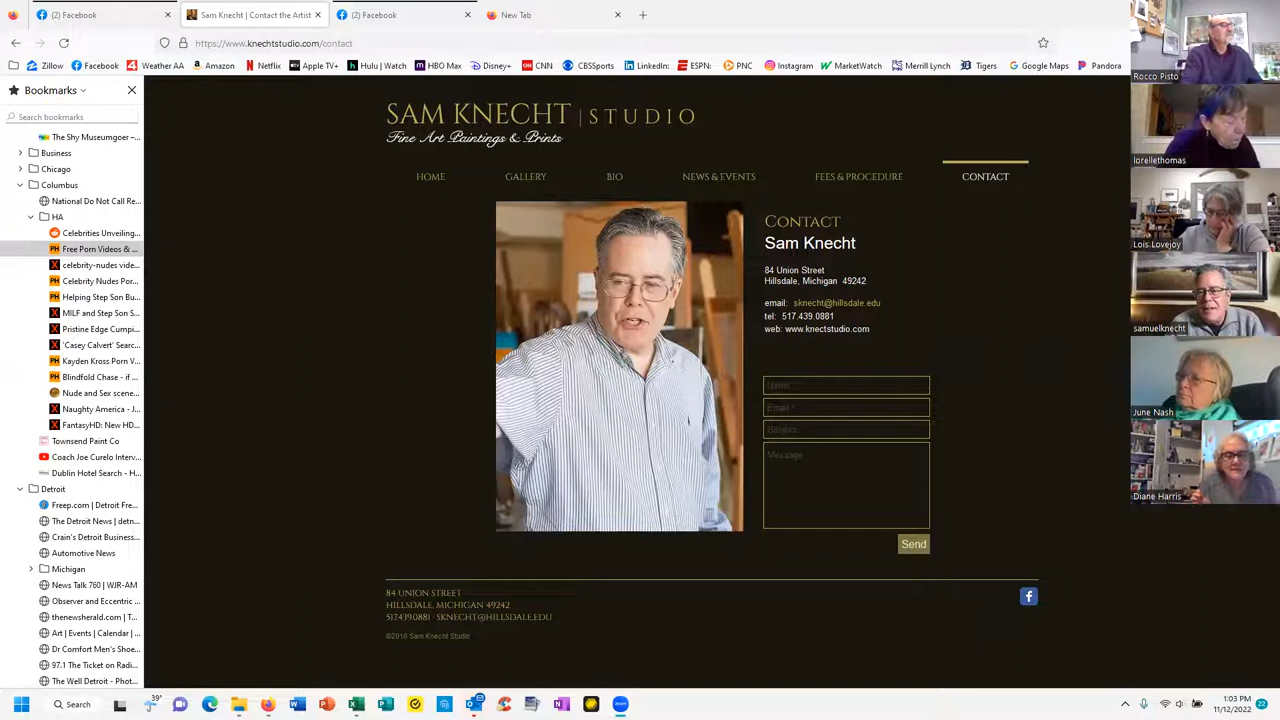 (2) Facebook
Sam Knecht | Contact the Artist
(2) Facebook
New Tab
https://www.knechtstudio.com/contact
Zillow Facebook Weather AA Amazon Netflix Apple TV+ Hulu | Watch HBO Max Disney+ CNN CBSSports LinkedIn: ESPN: PNC Instagram MarketWatch Merrill Lynch Tigers Google Maps Pandora
Bookmarks
Search bookmarks
The Shy Museumgoer –...
Business
Chicago
Columbus
National Do Not Call Re...
HA
Celebrities Unveiling...
Free Porn Videos & ...
celebrity-nudes vide...
Celebrity Nudes Por...
Helping Step Son Bu...
MILF and Step Son S...
Pristine Edge Cumpi...
'Casey Calvert' Searc...
Kayden Kross Porn V...
Blindfold Chase - if ...
Nude and Sex scene...
Naughty America - J...
FantasyHD: New HD...
Townsend Paint Co
Coach Joe Curelo Interv...
Dublin Hotel Search - H...
Detroit
Freep.com | Detroit Fre...
The Detroit News | detr...
Crain's Detroit Business...
Automotive News
Michigan
News Talk 760 | WJR-AM
Observer and Eccentric ...
thenewsherald.com | To...
Art | Events | Calendar | ...
Dr Comfort Men's Shoe...
97.1 The Ticket on Radi...
The Well Detroit - Phot...
SAM KNECHT | STUDIO
Fine Art Paintings & Prints
HOME GALLERY BIO NEWS & EVENTS FEES & PROCEDURE CONTACT
CONTACT
Sam Knecht
84 Union Street
Hillsdale, Michigan 49242
email: sknecht@hillsdale.edu
tel: 517.439.0881
web: www.knectstudio.com
Name
Email *
Subject
Message
Send
84 UNION STREET
HILLSDALE, MICHIGAN 49242
517.439.0881 · SKNECHT@HILLSDALE.EDU
©2016 Sam Knecht Studio
Rocco Pisto
lorellethomas
Lois Lovejoy
samuelknecht
June Nash
Diane Harris
39°
Search
1:03 PM
11/12/2022
22